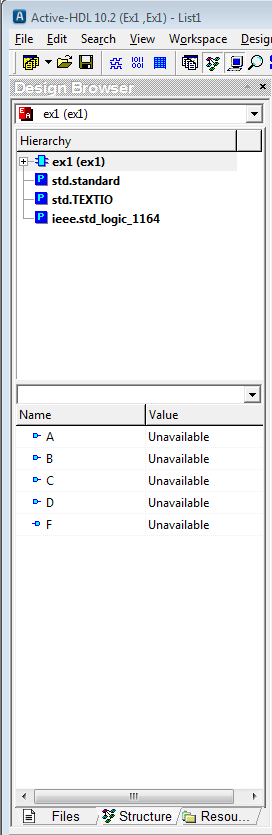 Active-HDL 10.2 (Ex1 ,Ex1) - List1
File Edit Search View Workspace Desig
Design Browser
ex1 (ex1)
Hierarchy
ex1 (ex1)
std.standard
std.TEXTIO
ieee.std_logic_1164
Name Value
A Unavailable
B Unavailable
C Unavailable
D Unavailable
F Unavailable
Files Structure Resou...